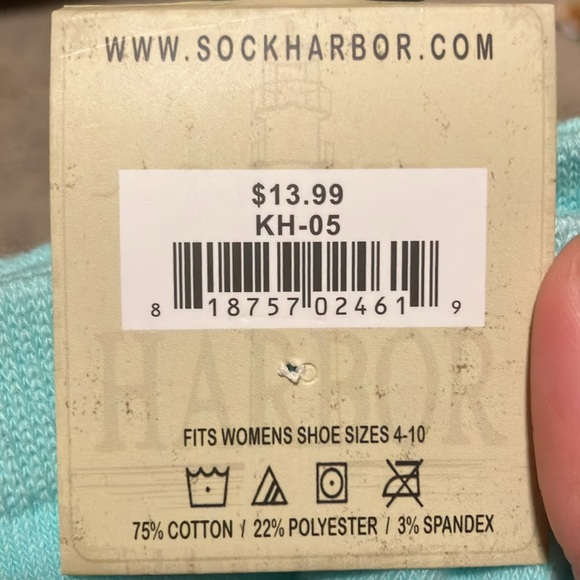 WWW.SOCKHARBOR.COM
$13.99
KH-05
8 18757 02461 9
HARBOR
FITS WOMENS SHOE SIZES 4-10
75% COTTON / 22% POLYESTER / 3% SPANDEX